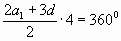 (2a₁ + 3d)/2 · 4 = 360⁰